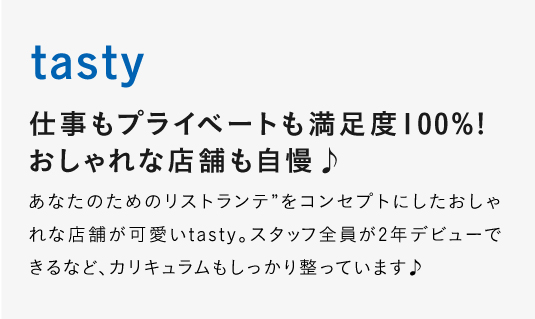 tasty
仕事もプライベートも満足度100%!
おしゃれな店舗も自慢♪
あなたのためのリストランテ”をコンセプトにしたおしゃ
れな店舗が可愛いtasty。スタッフ全員が2年デビューで
きるなど、カリキュラムもしっかり整っています♪